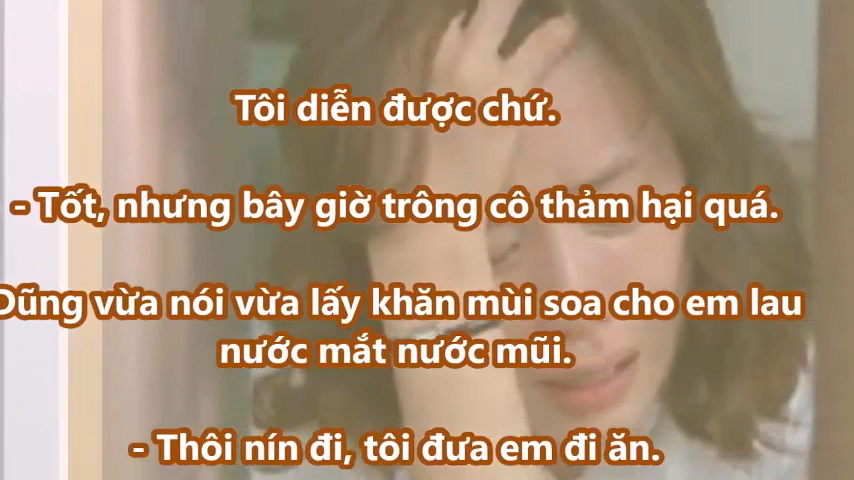 Tôi diễn được chứ.
- Tốt, nhưng bây giờ trông cô thảm hại quá.
Dũng vừa nói vừa lấy khăn mùi soa cho em lau
nước mắt nước mũi.
- Thôi nín đi, tôi đưa em đi ăn.